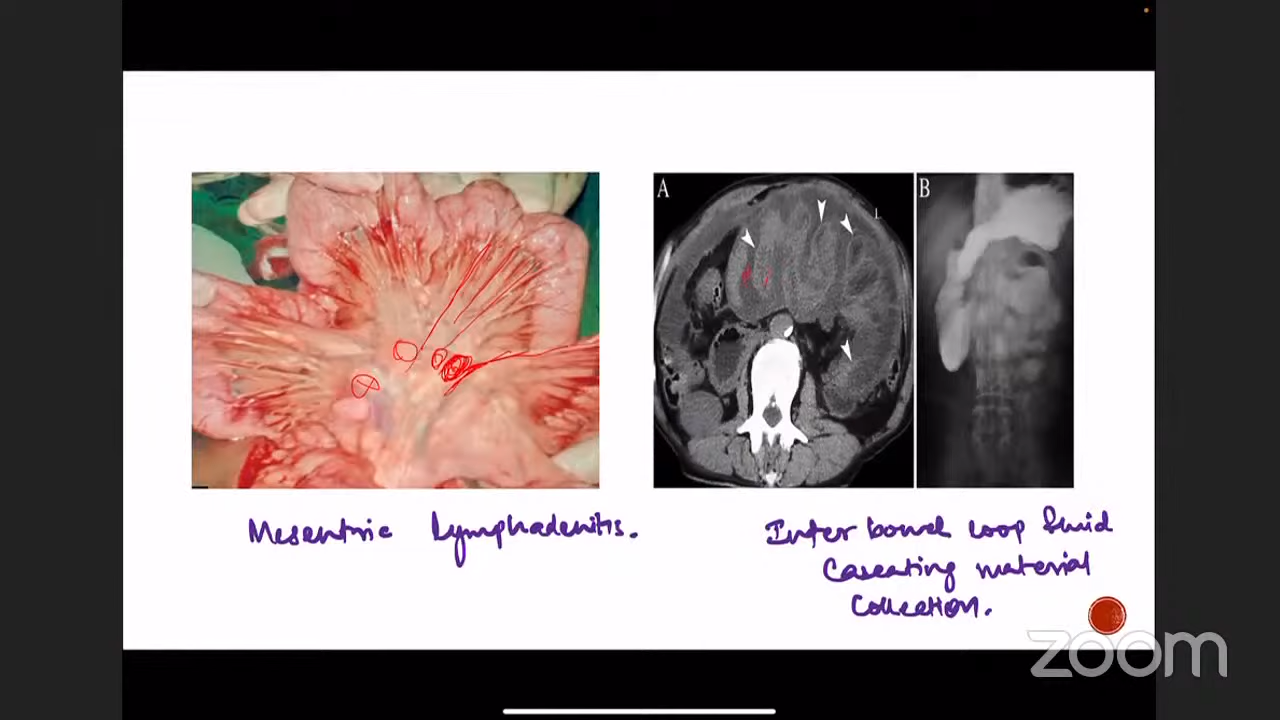 A
B
L
Mesentric Lymphadenitis.
Inter bowel loop fluid
Caseating material
Collection.
zoom